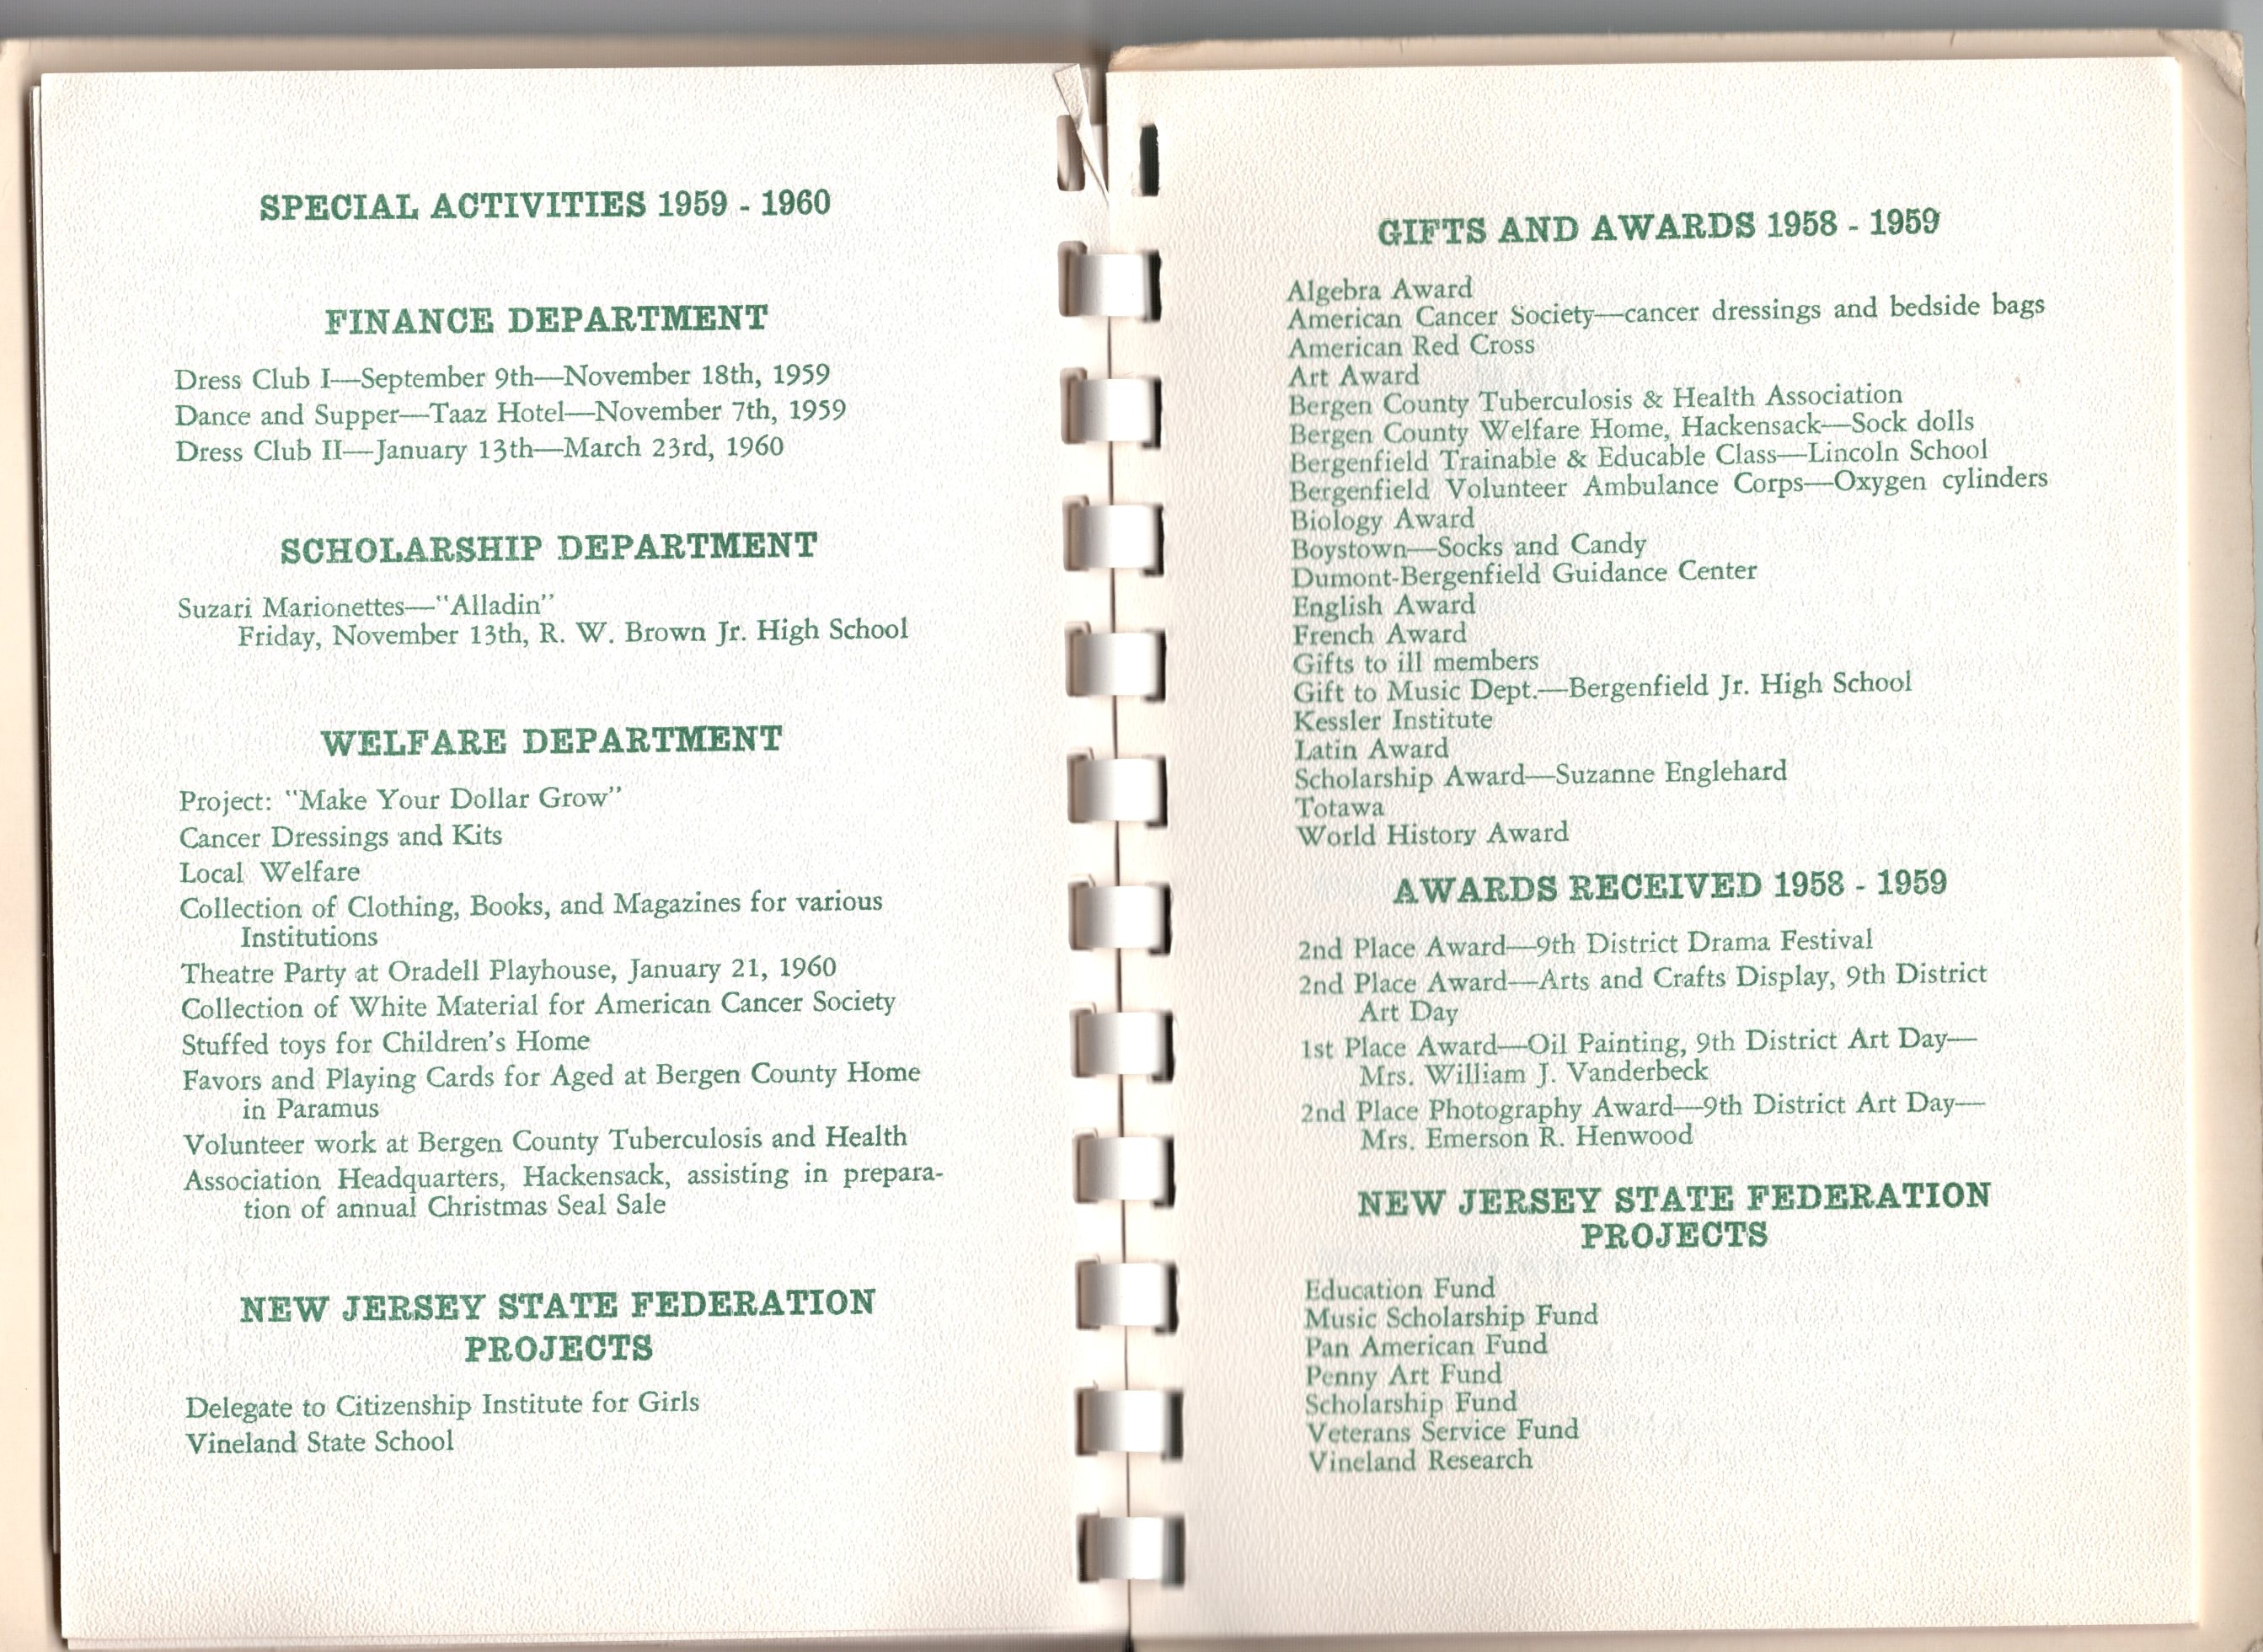 SPECIAL ACTIVITIES 1959 - 1960
FINANCE DEPARTMENT
Dress Club I—September 9th—November 18th, 1959
Dance and Supper—Taaz Hotel—November 7th, 1959
Dress Club II—January 13th—March 23rd, 1960
SCHOLARSHIP DEPARTMENT
Suzari Marionettes—"Alladin"
Friday, November 13th, R. W. Brown Jr. High School
WELFARE DEPARTMENT
Project: "Make Your Dollar Grow"
Cancer Dressings and Kits
Local Welfare
Collection of Clothing, Books, and Magazines for various
Institutions
Theatre Party at Oradell Playhouse, January 21, 1960
Collection of White Material for American Cancer Society
Stuffed toys for Children's Home
Favors and Playing Cards for Aged at Bergen County Home
in Paramus
Volunteer work at Bergen County Tuberculosis and Health
Association Headquarters, Hackensack, assisting in prepara-
tion of annual Christmas Seal Sale
NEW JERSEY STATE FEDERATION
PROJECTS
Delegate to Citizenship Institute for Girls
Vineland State School
GIFTS AND AWARDS 1958 - 1959
Algebra Award
American Cancer Society—cancer dressings and bedside bags
American Red Cross
Art Award
Bergen County Tuberculosis & Health Association
Bergen County Welfare Home, Hackensack—Sock dolls
Bergenfield Trainable & Educable Class—Lincoln School
Bergenfield Volunteer Ambulance Corps—Oxygen cylinders
Biology Award
Boystown—Socks and Candy
Dumont-Bergenfield Guidance Center
English Award
French Award
Gifts to ill members
Gift to Music Dept.—Bergenfield Jr. High School
Kessler Institute
Latin Award
Scholarship Award—Suzanne Englehard
Totawa
World History Award
AWARDS RECEIVED 1958 - 1959
2nd Place Award—9th District Drama Festival
2nd Place Award—Arts and Crafts Display, 9th District
Art Day
1st Place Award—Oil Painting, 9th District Art Day—
Mrs. William J. Vanderbeck
2nd Place Photography Award—9th District Art Day—
Mrs. Emerson R. Henwood
NEW JERSEY STATE FEDERATION
PROJECTS
Education Fund
Music Scholarship Fund
Pan American Fund
Penny Art Fund
Scholarship Fund
Veterans Service Fund
Vineland Research